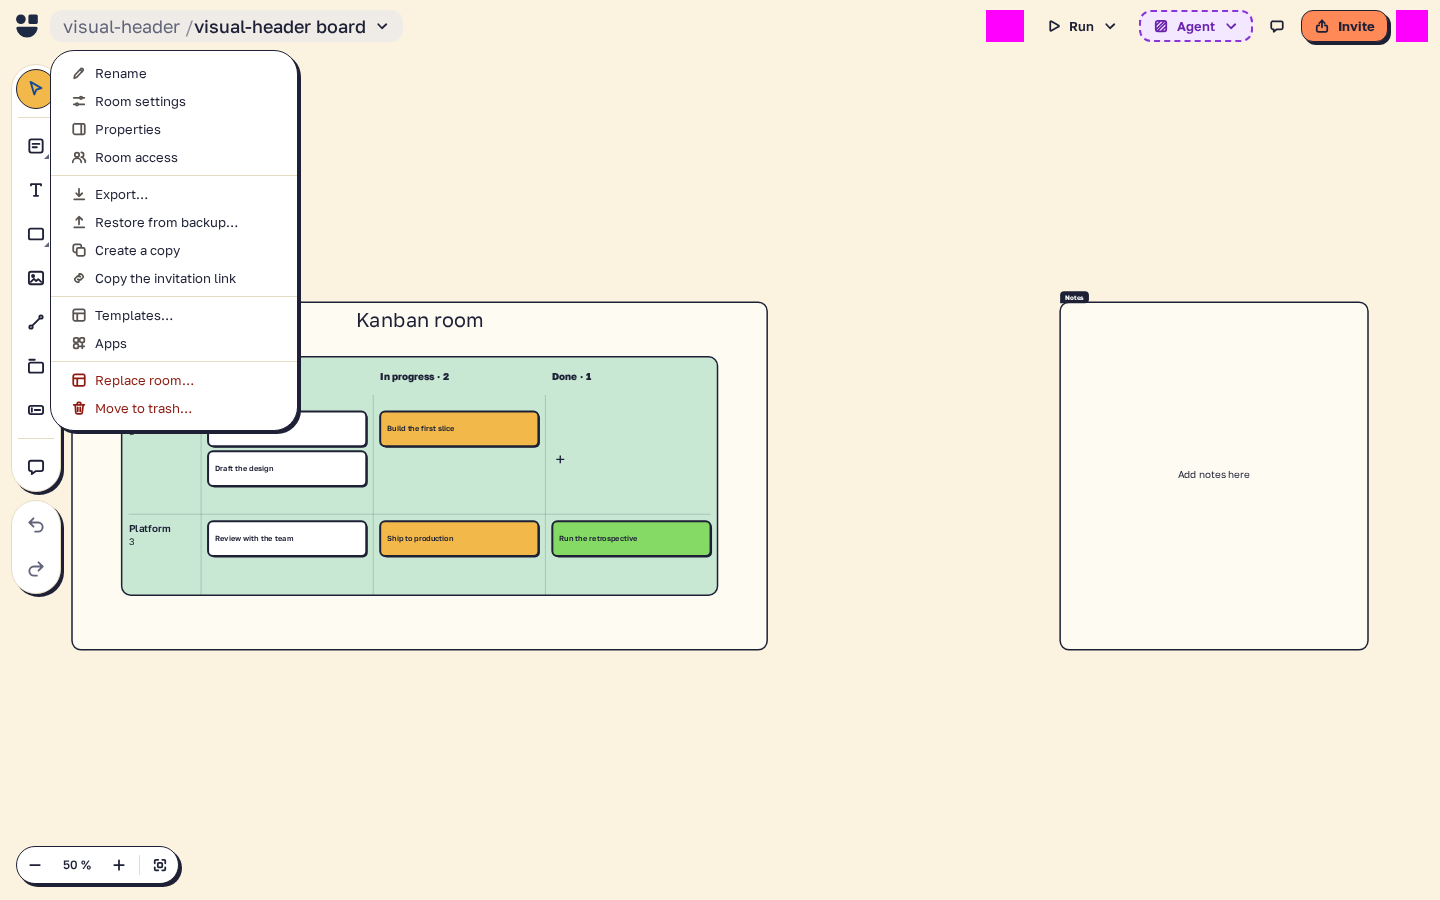 visual-header / visual-header board
Run
Agent
Invite
Rename
Room settings
Properties
Room access
Export...
Restore from backup...
Create a copy
Copy the invitation link
Templates...
Apps
Replace room...
Move to trash...
Kanban room
In progress · 2
Done · 1
Build the first slice
Draft the design
+
Platform
3
Review with the team
Ship to production
Run the retrospective
Notes
Add notes here
50 %